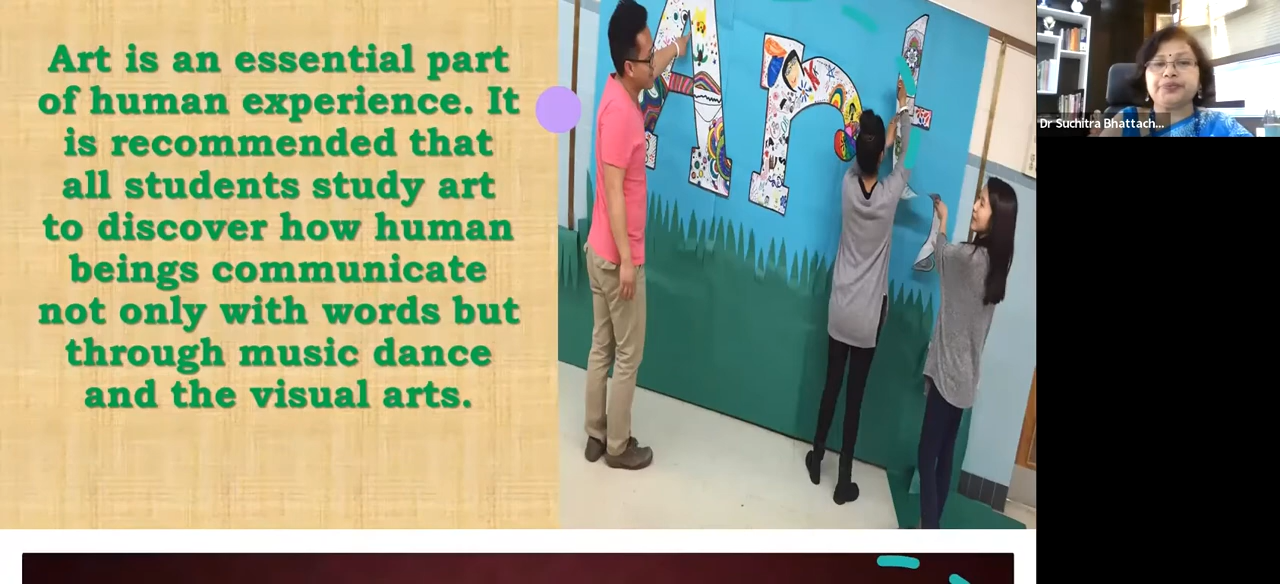 Art is an essential part
of human experience. It
is recommended that
all students study art
to discover how human
beings communicate
not only with words but
through music dance
and the visual arts.
Art
Dr Suchitra Bhattach...